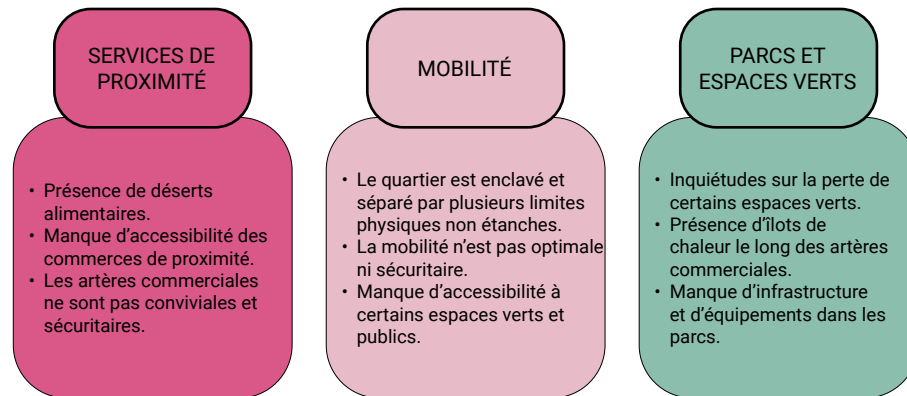 SERVICES DE
PROXIMITÉ
• Présence de déserts
alimentaires.
• Manque d'accessibilité des
commerces de proximité.
• Les artères commerciales
ne sont pas conviviales et
sécuritaires.
MOBILITÉ
• Le quartier est enclavé et
séparé par plusieurs limites
physiques non étanches.
• La mobilité n'est pas optimale
ni sécuritaire.
• Manque d'accessibilité à
certains espaces verts et
publics.
PARCS ET
ESPACES VERTS
• Inquiétudes sur la perte de
certains espaces verts.
• Présence d'îlots de
chaleur le long des artères
commerciales.
• Manque d'infrastructure
et d'équipements dans les
parcs.